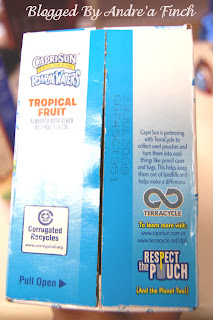 Blogged By Andre'a Finch
CAPRI SUN
ROARIN' WATERS
TROPICAL
FRUIT
Capri Sun is partnering
with TerraCycle to
collect used pouches and
turn them into cool
things like pencil cases
and bags. This helps keep
them out of landfills and
helps make a difference.
TERRACYCLE
To learn more visit:
Corrugated
Recycles
www.corrugated.org
RESPECT
the POUCH
(And the Planet Too!)
Pull Open